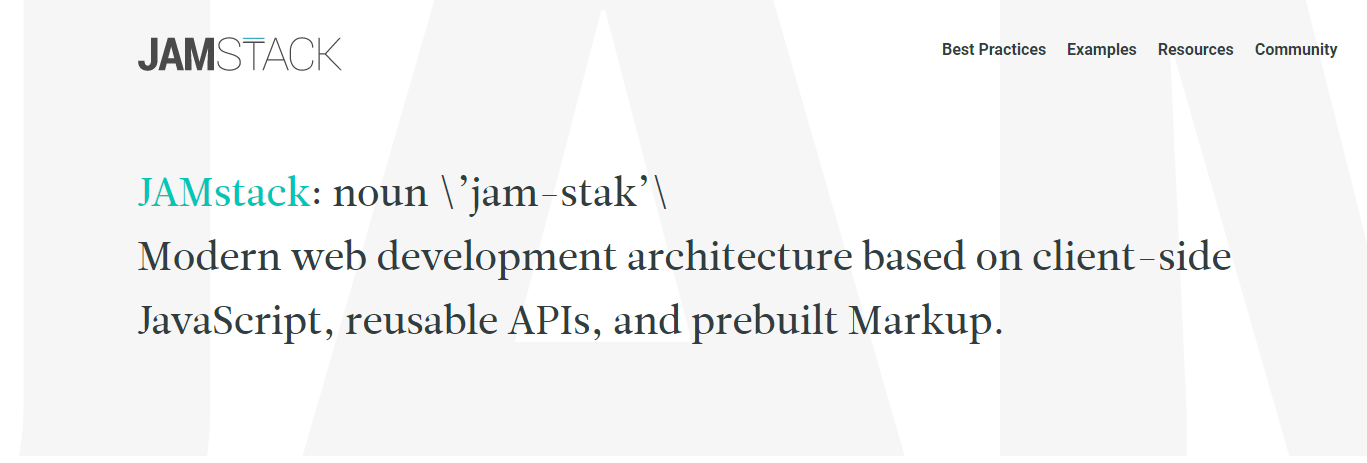 JAMSTACK
Best Practices Examples Resources Community
JAMstack: noun \’jam-stak’\
Modern web development architecture based on client-side
JavaScript, reusable APIs, and prebuilt Markup.